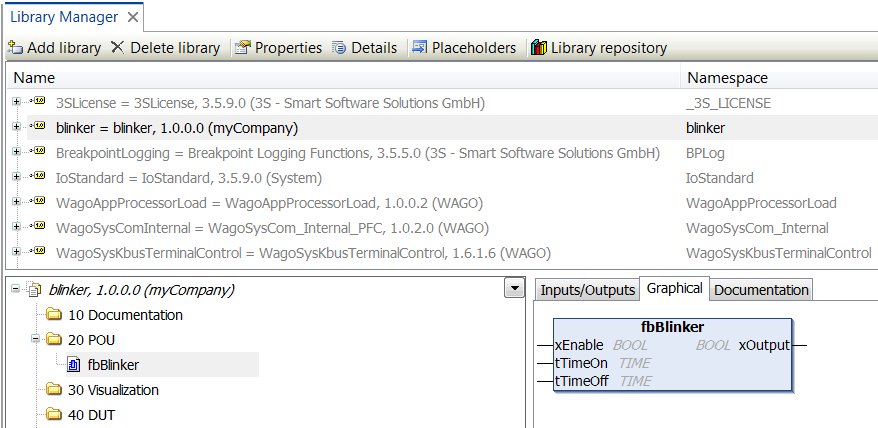 Library Manager
Add library Delete library Properties Details Placeholders Library repository
Name Namespace
3SLicense = 3SLicense, 3.5.9.0 (3S - Smart Software Solutions GmbH) _3S_LICENSE
blinker = blinker, 1.0.0.0 (myCompany) blinker
BreakpointLogging = Breakpoint Logging Functions, 3.5.5.0 (3S - Smart Software Solutions GmbH) BPLog
IoStandard = IoStandard, 3.5.9.0 (System) IoStandard
WagoAppProcessorLoad = WagoAppProcessorLoad, 1.0.0.2 (WAGO) WagoAppProcessorLoad
WagoSysComInternal = WagoSysCom_Internal_PFC, 1.0.2.0 (WAGO) WagoSysCom_Internal
WagoSysKbusTerminalControl = WagoSysKbusTerminalControl, 1.6.1.6 (WAGO) WagoSysKbusTerminalControl
blinker, 1.0.0.0 (myCompany)
10 Documentation
20 POU
fbBlinker
30 Visualization
40 DUT
Inputs/Outputs Graphical Documentation
fbBlinker
xEnable BOOL BOOL xOutput
tTimeOn TIME
tTimeOff TIME